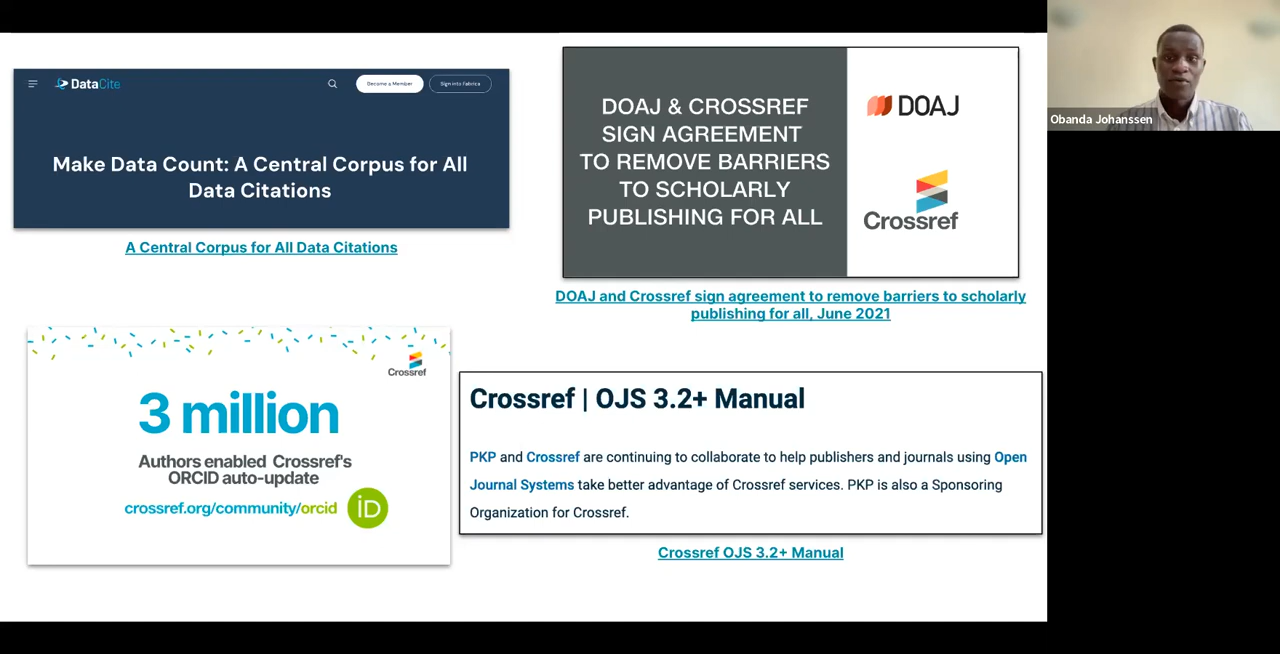 DataCite
Become a Member
Sign into Fabrica
Make Data Count: A Central Corpus for All
Data Citations
A Central Corpus for All Data Citations
DOAJ & CROSSREF
SIGN AGREEMENT
TO REMOVE BARRIERS
TO SCHOLARLY
PUBLISHING FOR ALL
DOAJ
Crossref
DOAJ and Crossref sign agreement to remove barriers to scholarly
publishing for all, June 2021
Crossref
3 million
Authors enabled Crossref's
ORCID auto-update
crossref.org/community/orcid
iD
Crossref | OJS 3.2+ Manual
PKP and Crossref are continuing to collaborate to help publishers and journals using Open
Journal Systems take better advantage of Crossref services. PKP is also a Sponsoring
Organization for Crossref.
Crossref OJS 3.2+ Manual
Obanda Johanssen